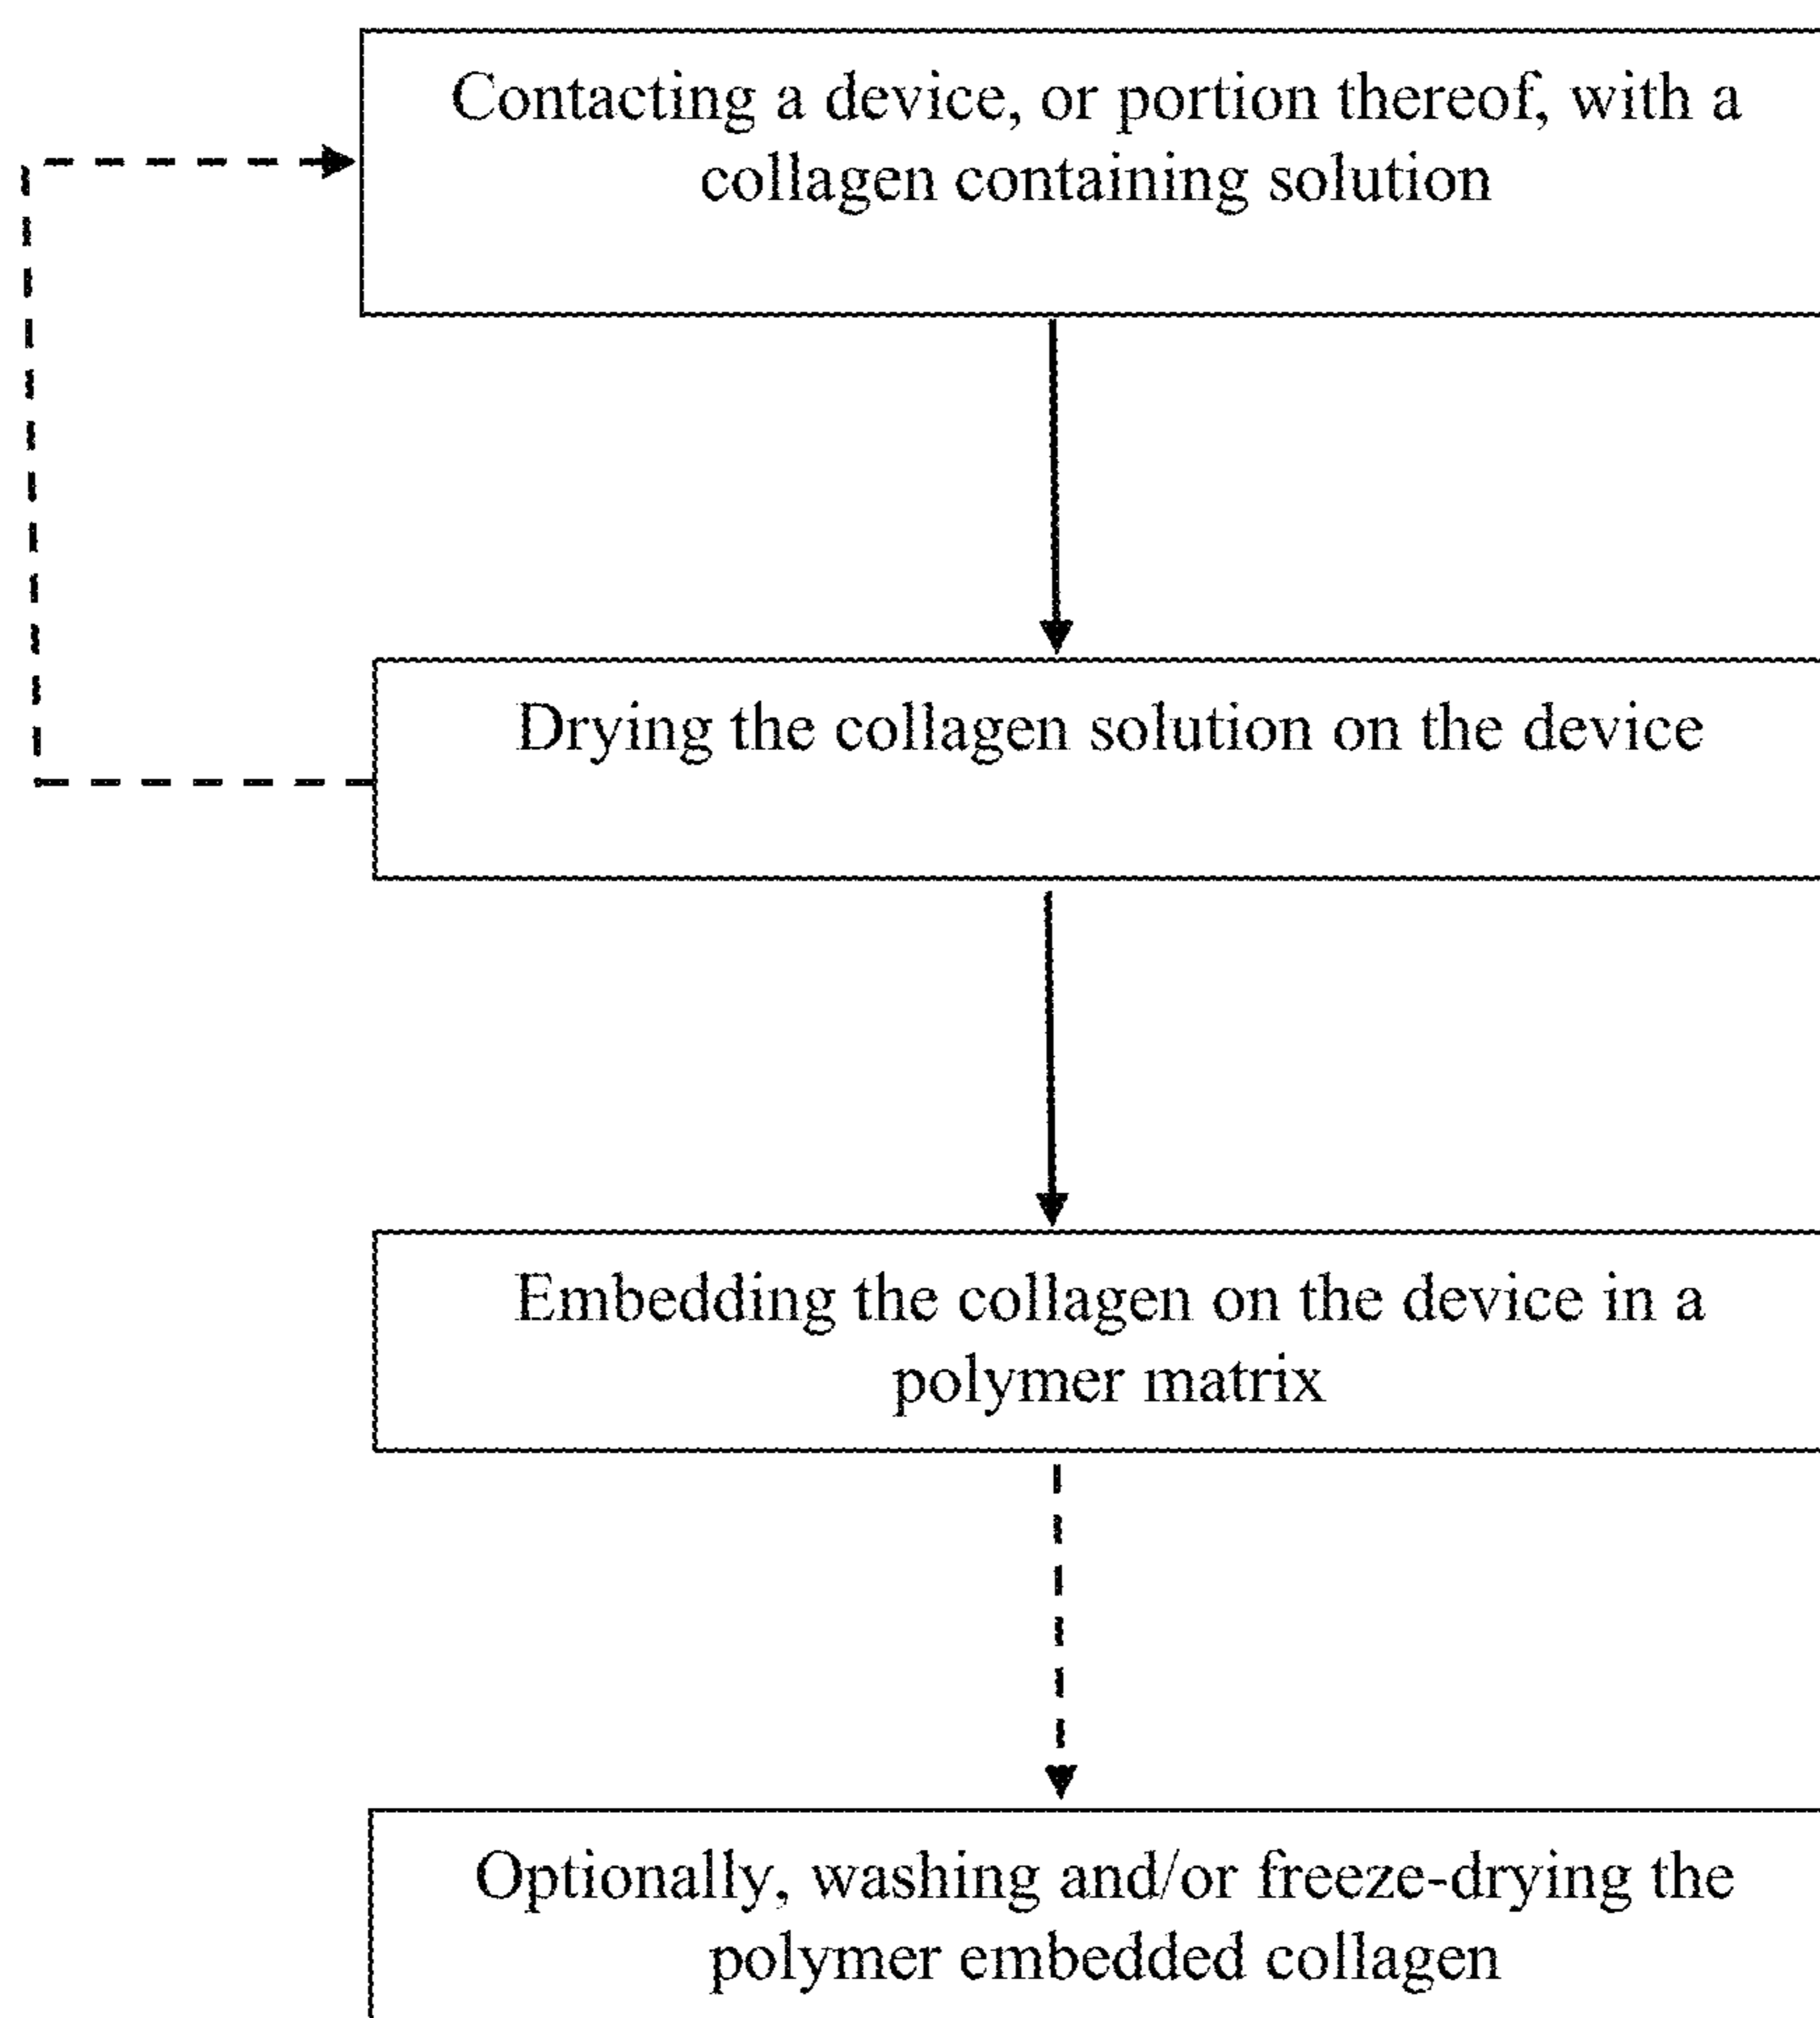 Contacting a device, or portion thereof, with a
collagen containing solution
Drying the collagen solution on the device
Embedding the collagen on the device in a
polymer matrix
Optionally, washing and/or freeze-drying the
polymer embedded collagen